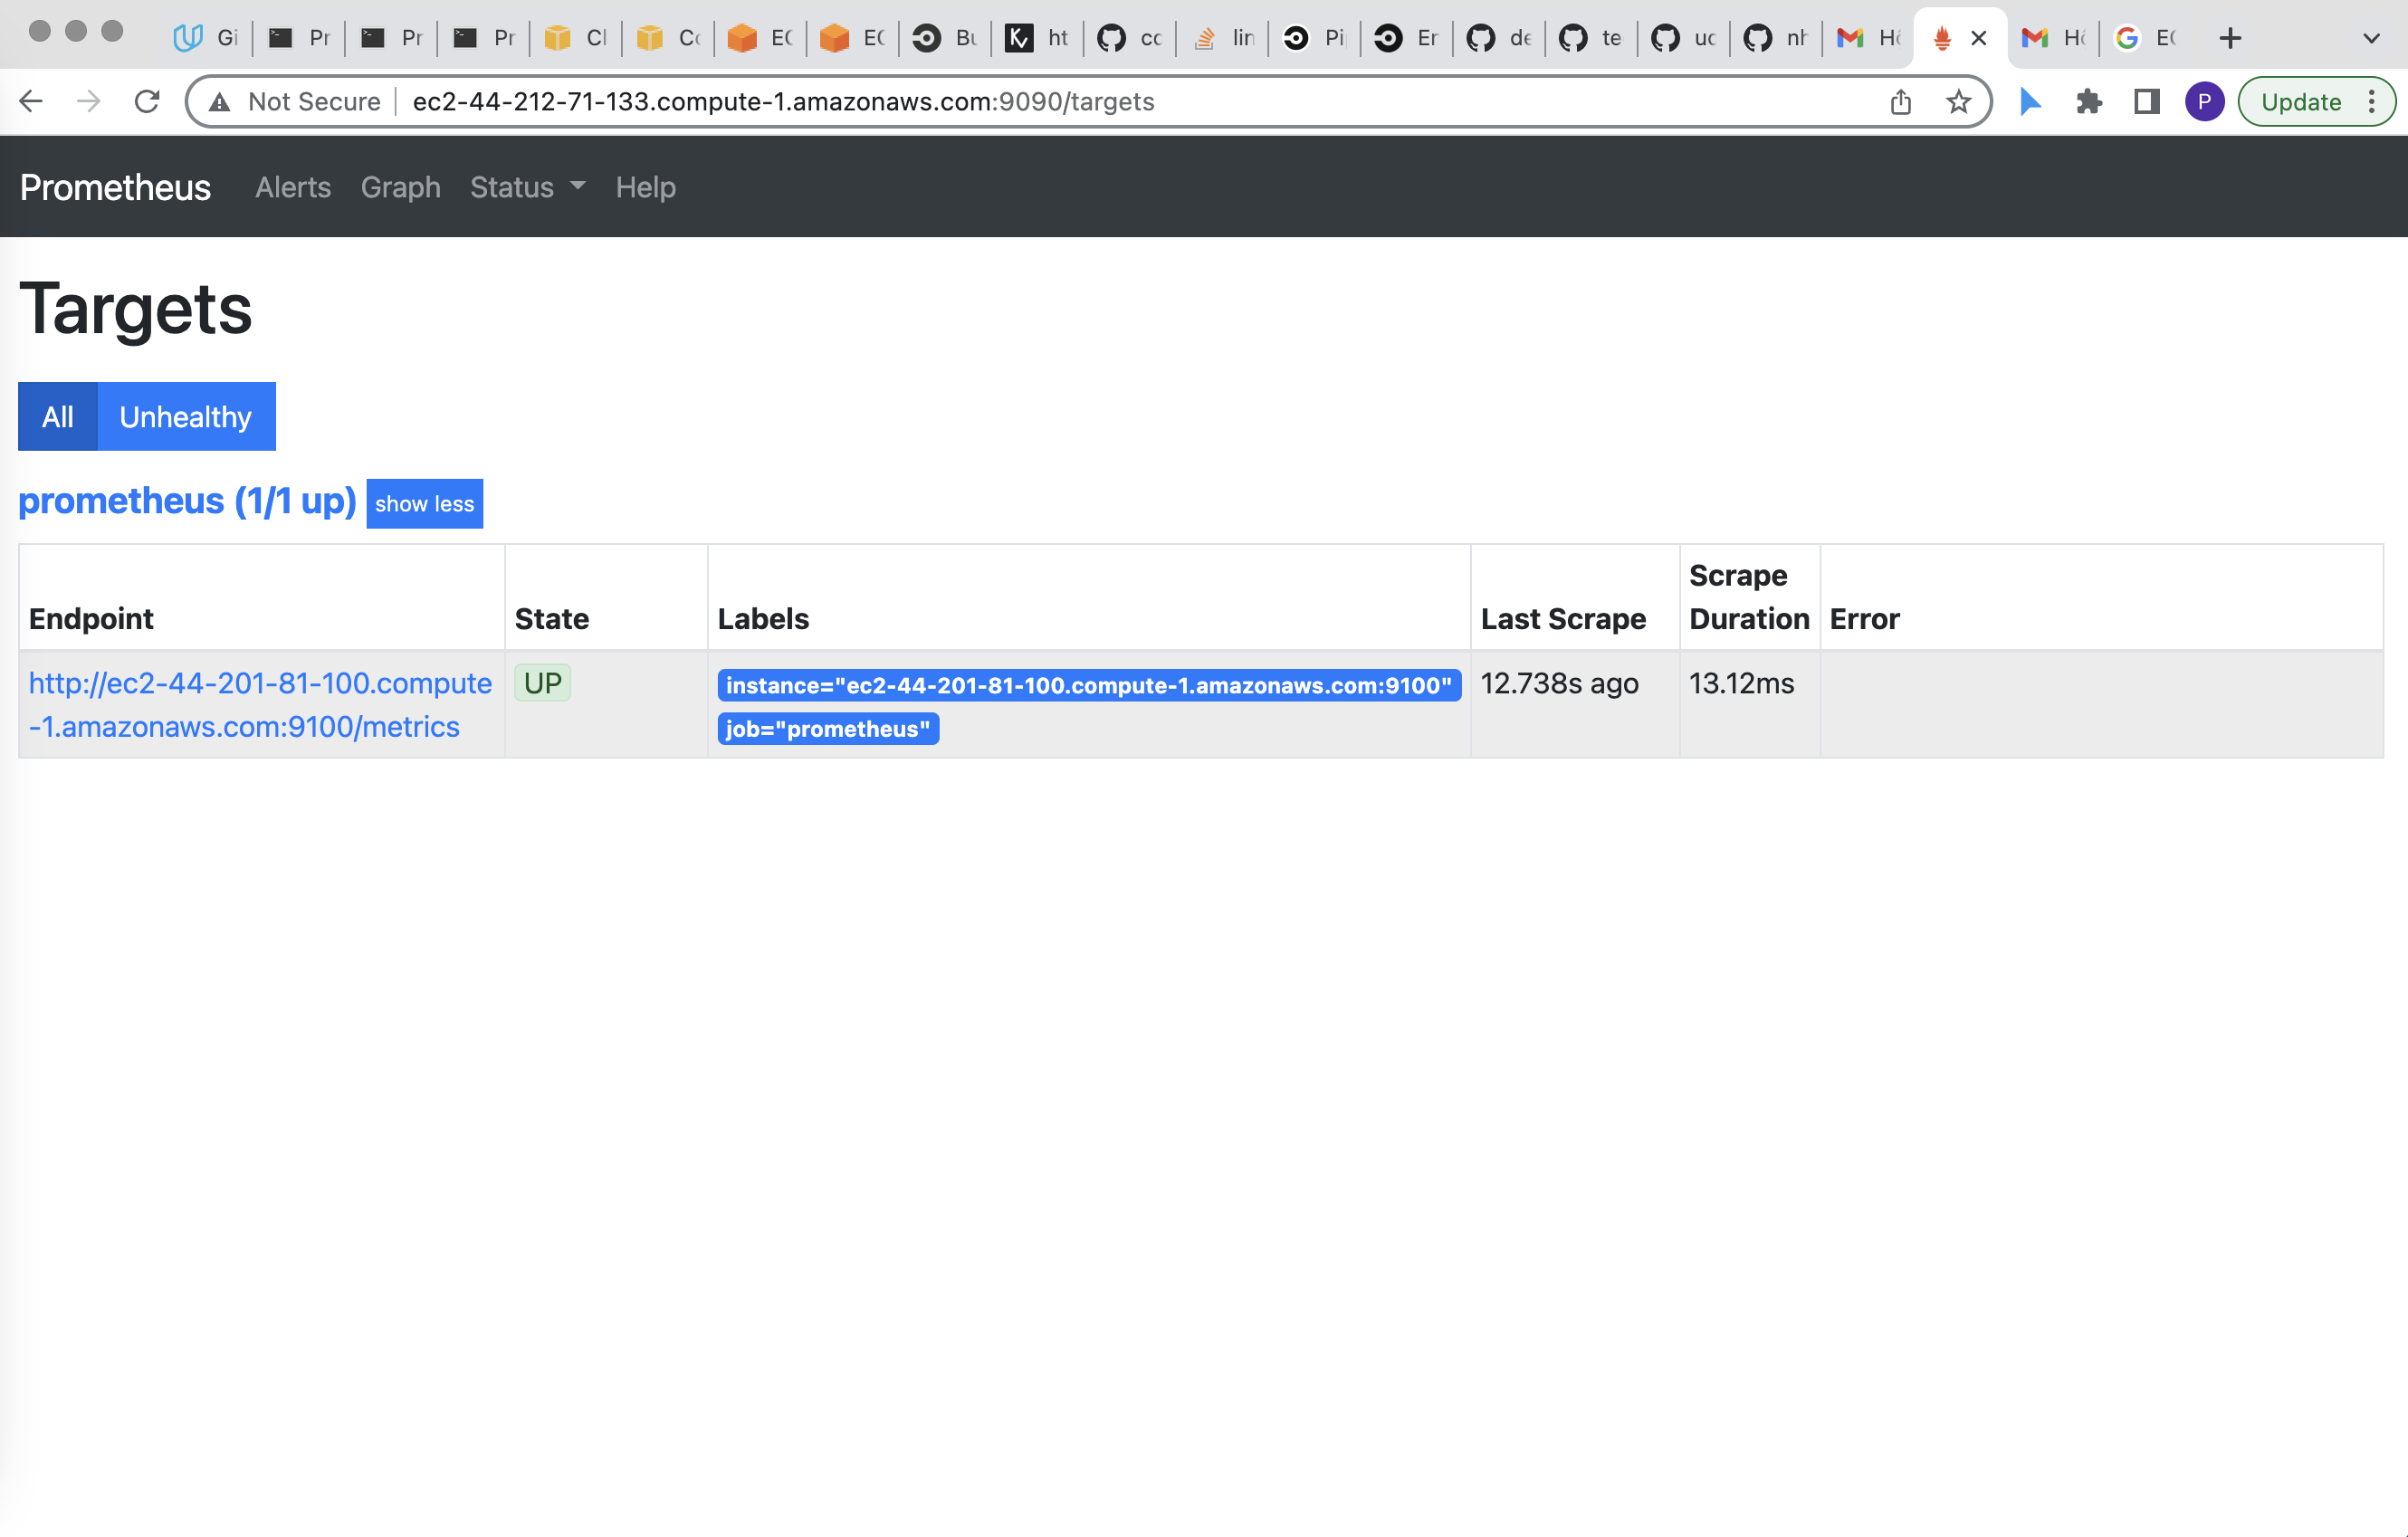 Gi Pr Pr Pr Cl Co EC EC Bu ht co lin Pi Er de te uc nh Hộ Hộ EC
Not Secure ec2-44-212-71-133.compute-1.amazonaws.com:9090/targets P Update
Prometheus Alerts Graph Status Help
Targets
All Unhealthy
prometheus (1/1 up) show less
Endpoint State Labels Last Scrape Scrape Duration Error
http://ec2-44-201-81-100.compute
-1.amazonaws.com:9100/metrics
UP
instance="ec2-44-201-81-100.compute-1.amazonaws.com:9100"
job="prometheus"
12.738s ago
13.12ms